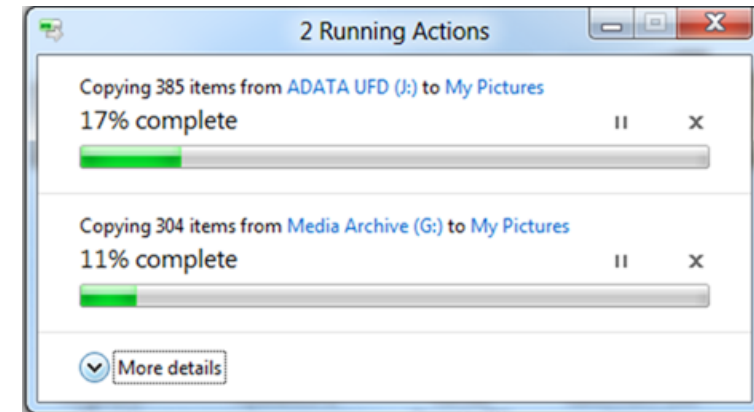 2 Running Actions
Copying 385 items from ADATA UFD (J:) to My Pictures
17% complete
Copying 304 items from Media Archive (G:) to My Pictures
11% complete
More details